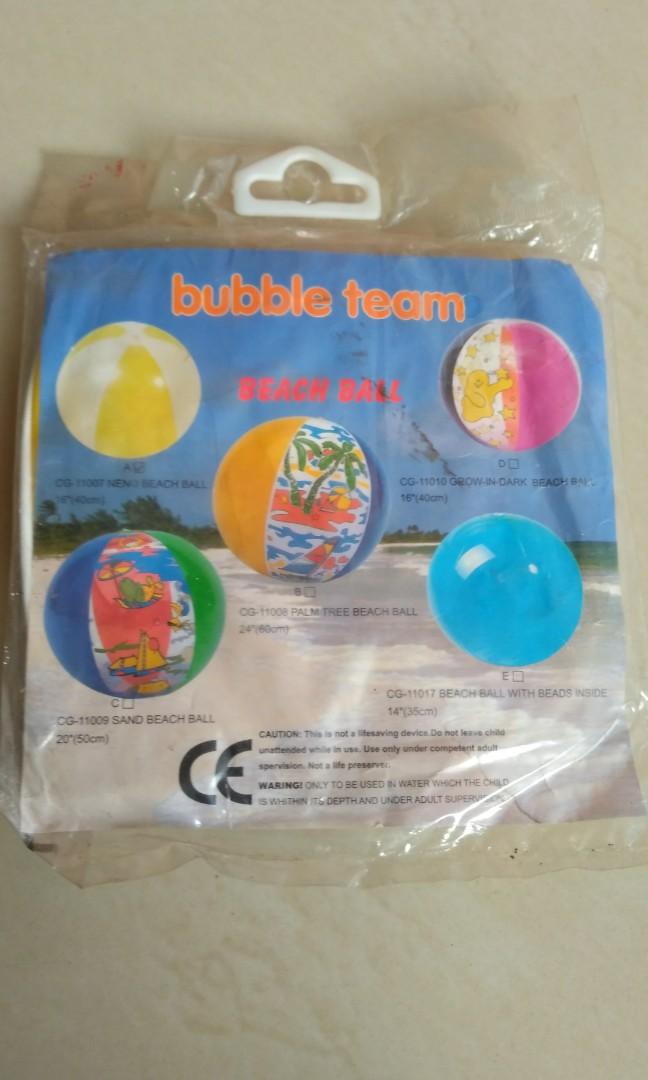 bubble team
BEACH BALL
A☑
CG-11007 NENO BEACH BALL
16"(40cm)
D☐
CG-11010 GROW-IN-DARK BEACH BALL
16"(40cm)
B☐
CG-11008 PALM TREE BEACH BALL
24"(60cm)
C☐
CG-11009 SAND BEACH BALL
20"(50cm)
E☐
CG-11017 BEACH BALL WITH BEADS INSIDE
14"(35cm)
CE
CAUTION: This is not a lifesaving device.Do not leave child
unattended while in use. Use only under competent adult
spervision. Not a life preserver.
WARING! ONLY TO BE USED IN WATER WHICH THE CHILD
IS WHITHIN ITS DEPTH AND UNDER ADULT